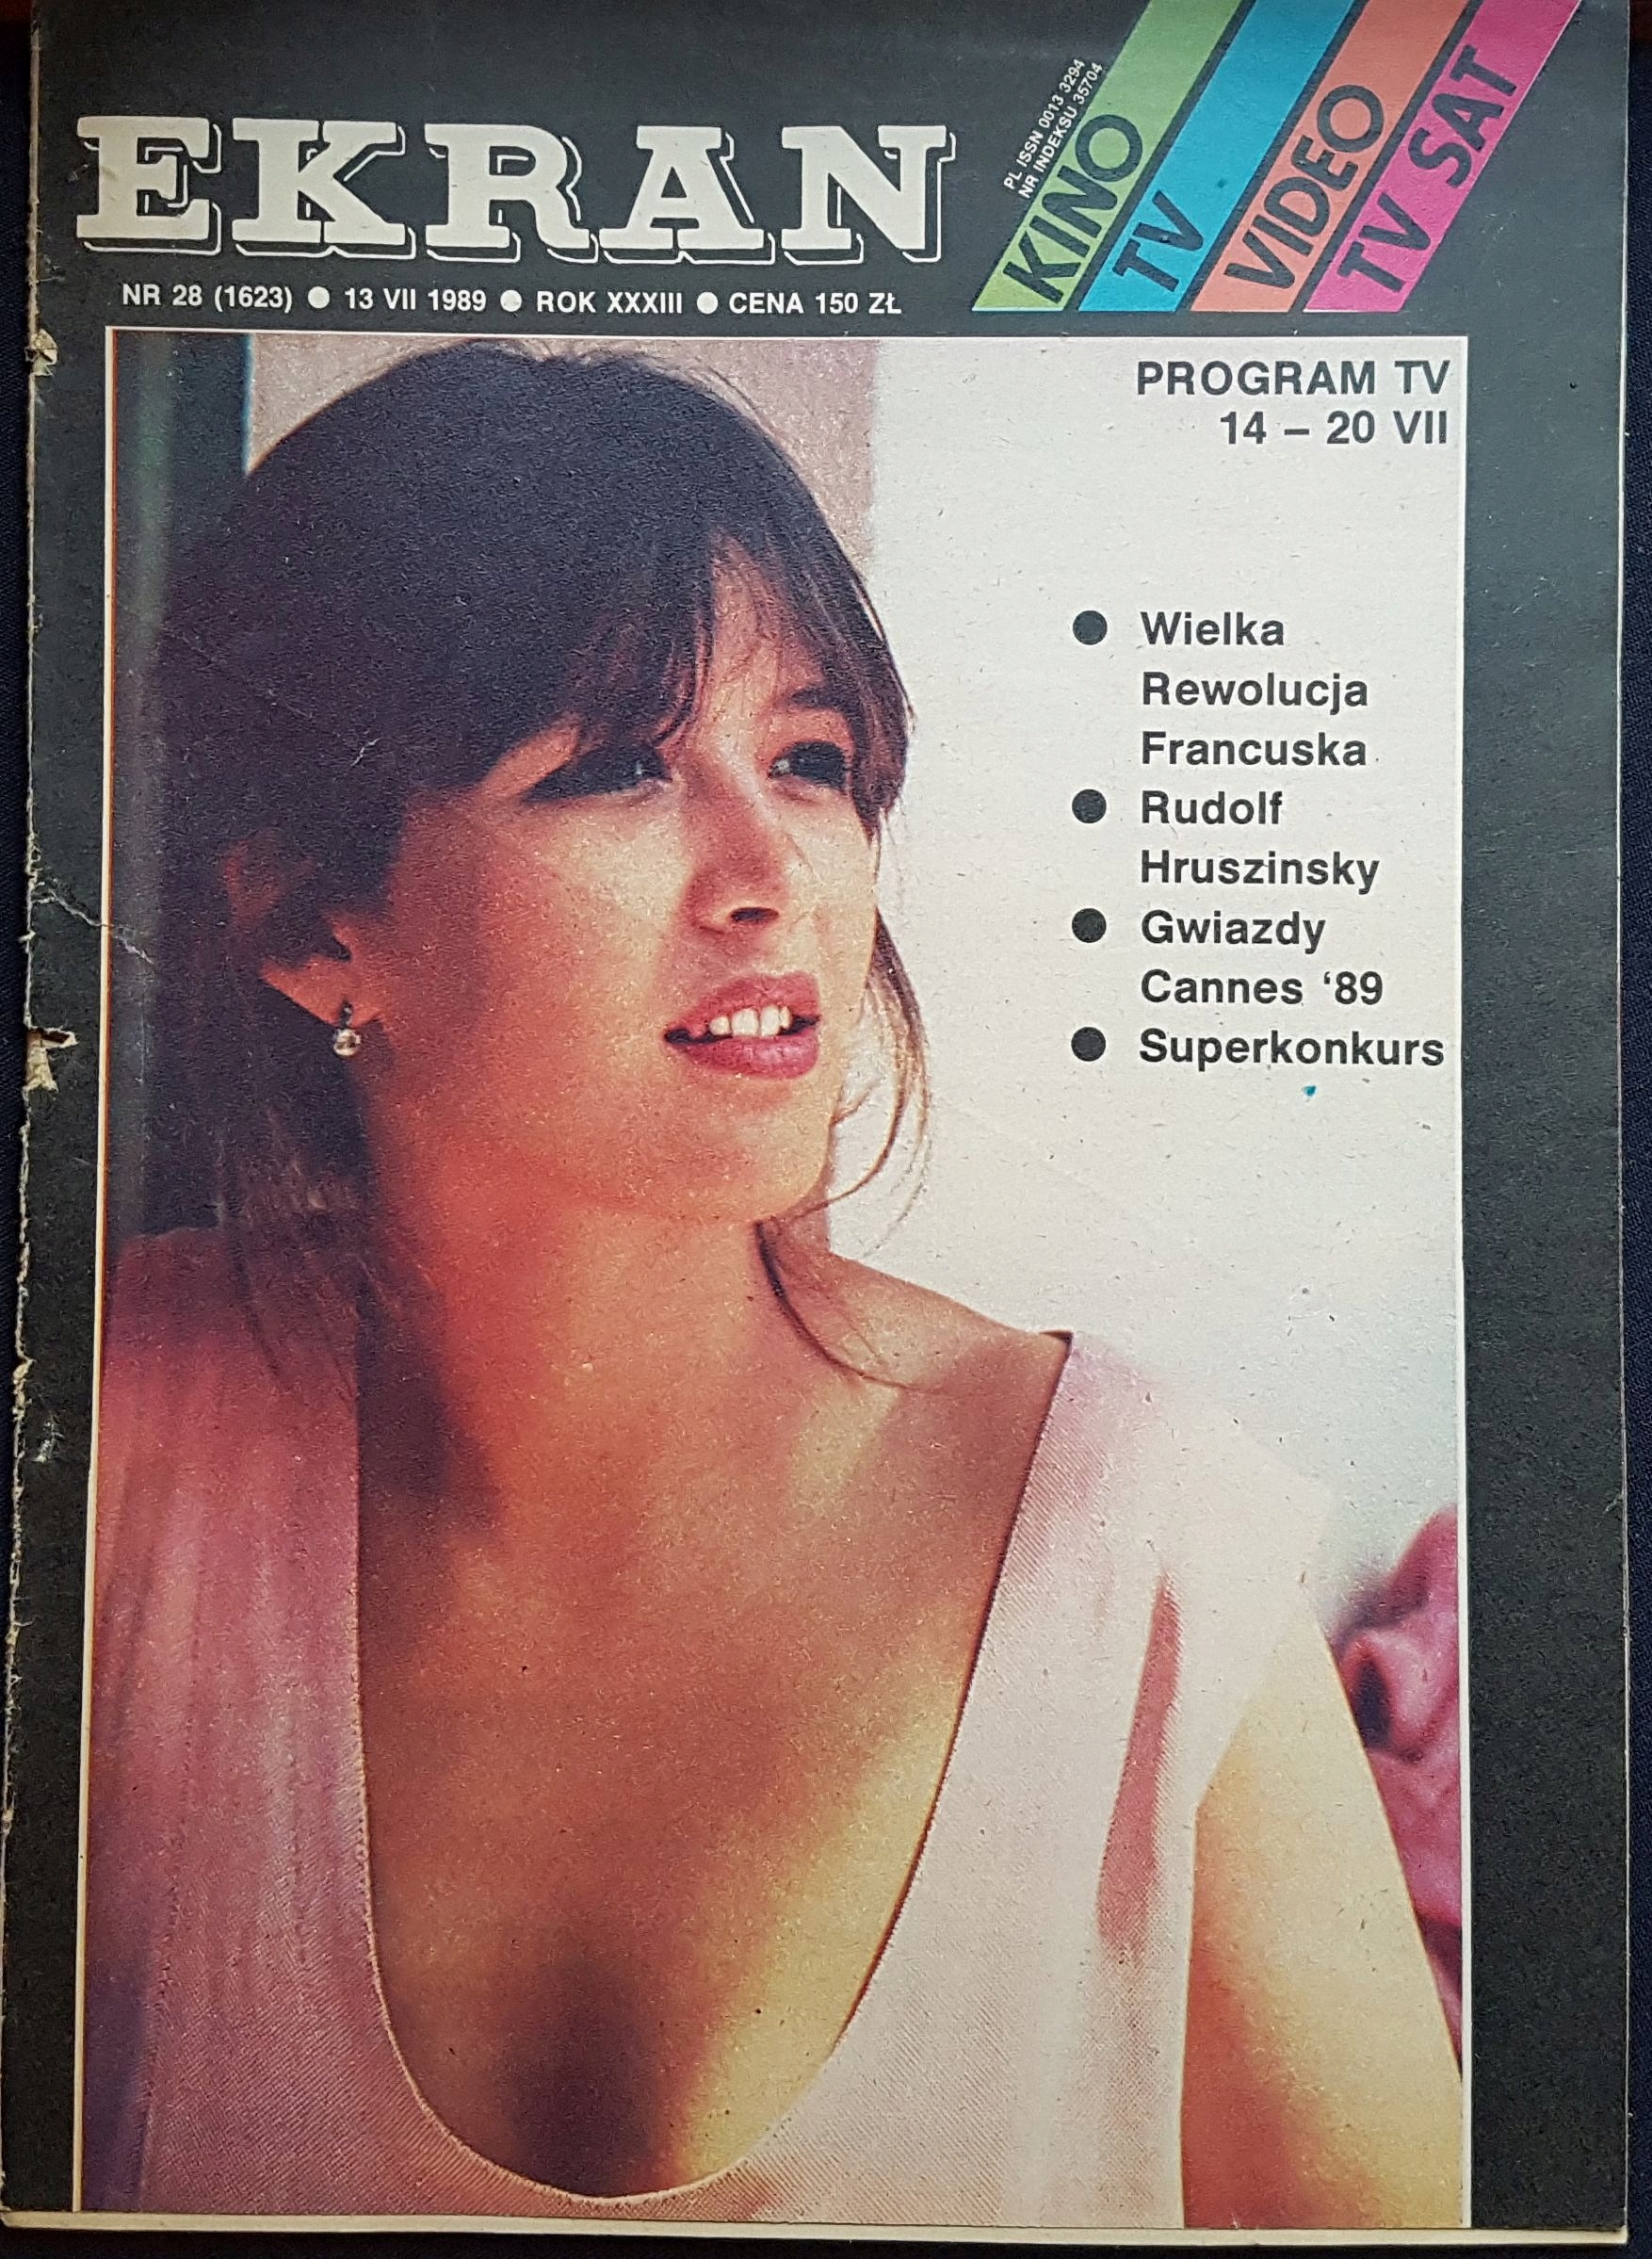 EKRAN
NR 28 (1623) ● 13 VII 1989 ● ROK XXXIII ● CENA 150 ZŁ
PL ISSN 0013 3294
NR INDEKSU 35704
KINO
TV
VIDEO
TV SAT
PROGRAM TV
14 – 20 VII
● Wielka
Rewolucja
Francuska
● Rudolf
Hruszinsky
● Gwiazdy
Cannes ‘89
● Superkonkurs